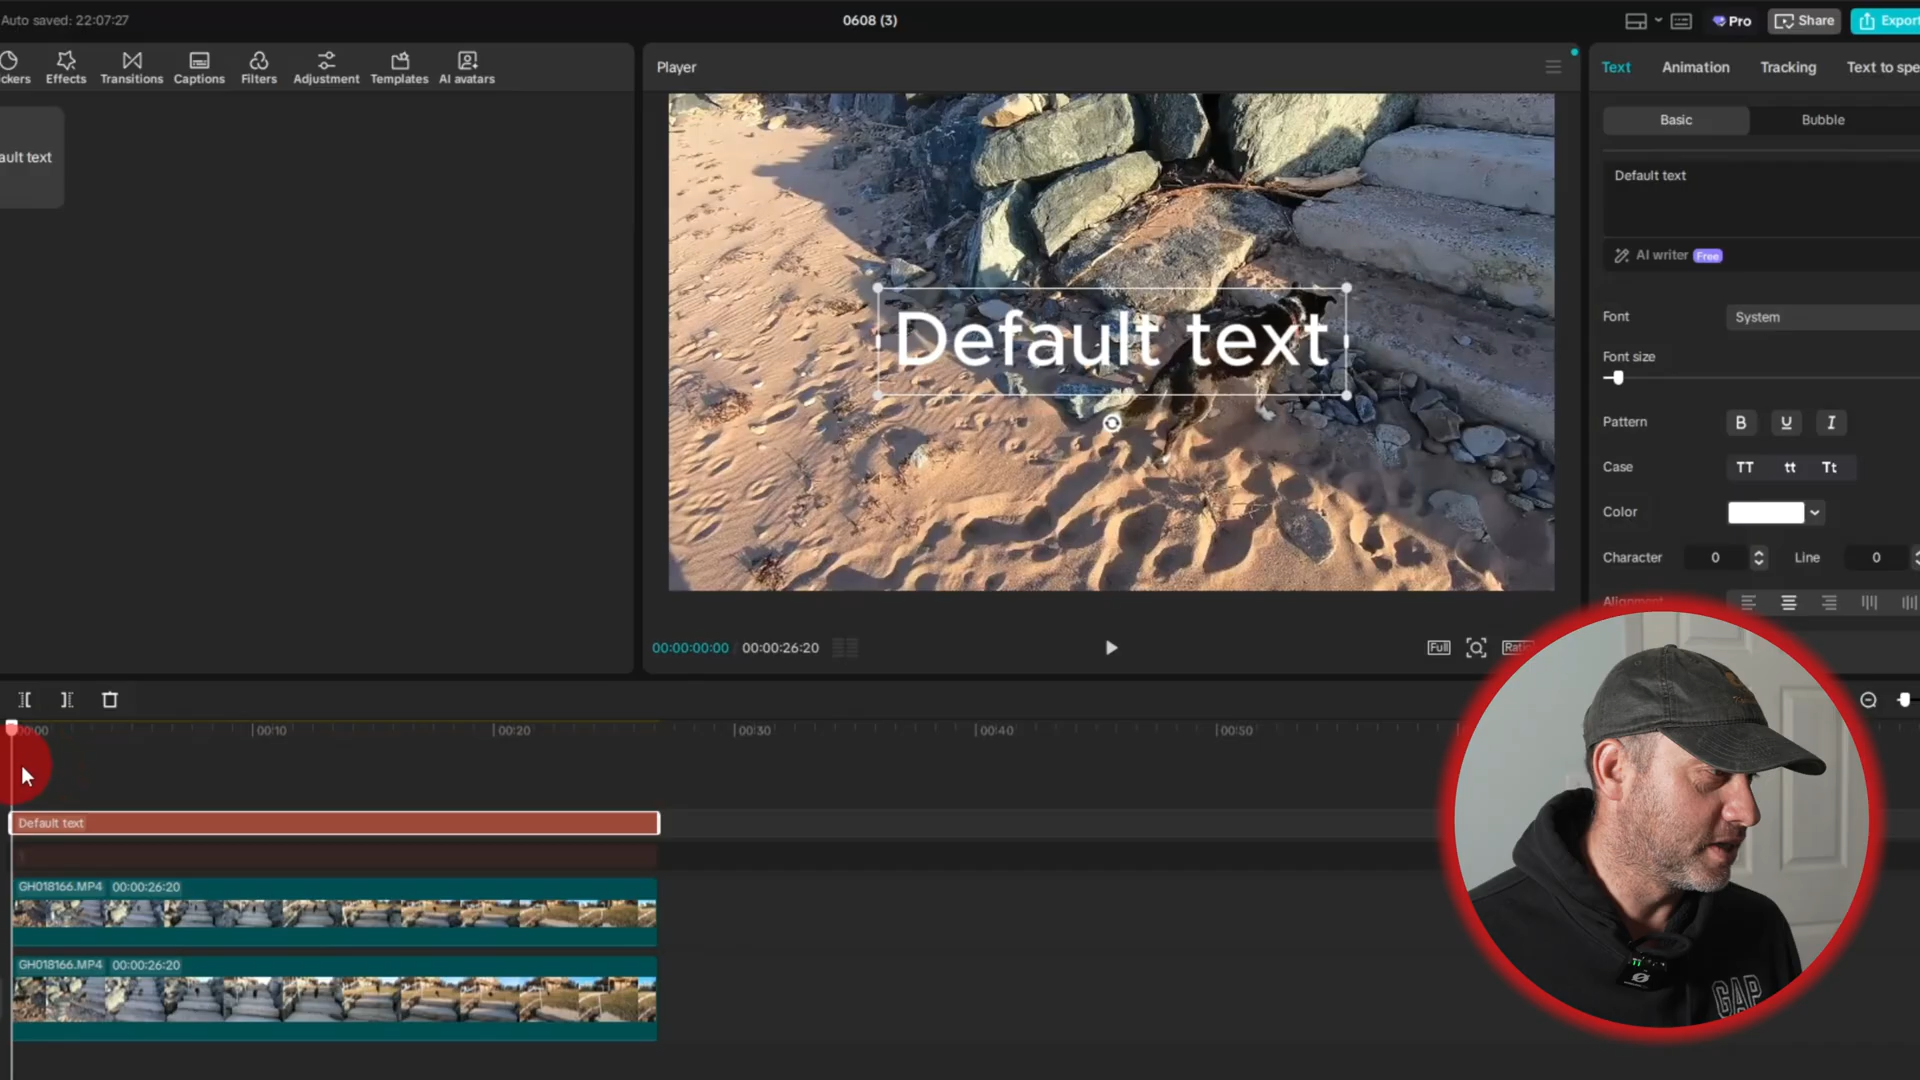 Auto saved: 22:07:27
0608 (3)
Pro
Share
Export
ckers
Effects
Transitions
Captions
Filters
Adjustment
Templates
AI avatars
Player
Text
Animation
Tracking
Text to spe
ault text
Basic
Bubble
Default text
AI writer Free
Default text
Font
System
Font size
Pattern
B U I
Case
TT tt Tt
Color
Character 0 Line 0
Alignment
00:00:00:00 / 00:00:26:20
Full
Ratio
00:00 00:10 00:20 00:30 00:40 00:50
Default text
GH018166.MP4 00:00:26:20
GH018166.MP4 00:00:26:20
GAP